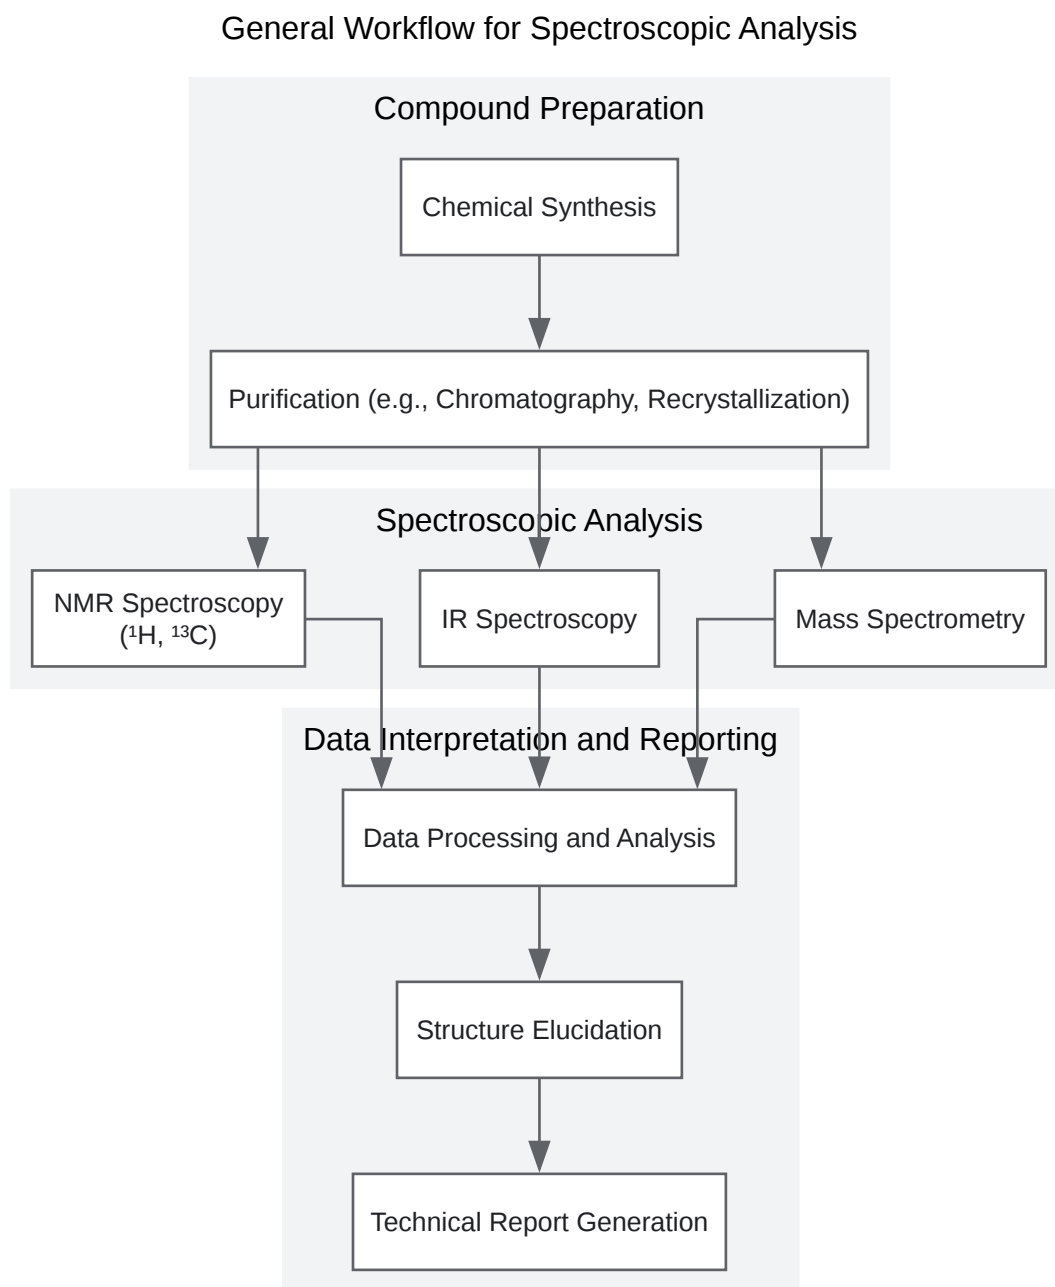 General Workflow for Spectroscopic Analysis
Compound Preparation
Chemical Synthesis
Purification (e.g., Chromatography, Recrystallization)
Spectroscopic Analysis
NMR Spectroscopy
(¹H, ¹³C)
IR Spectroscopy
Mass Spectrometry
Data Interpretation and Reporting
Data Processing and Analysis
Structure Elucidation
Technical Report Generation